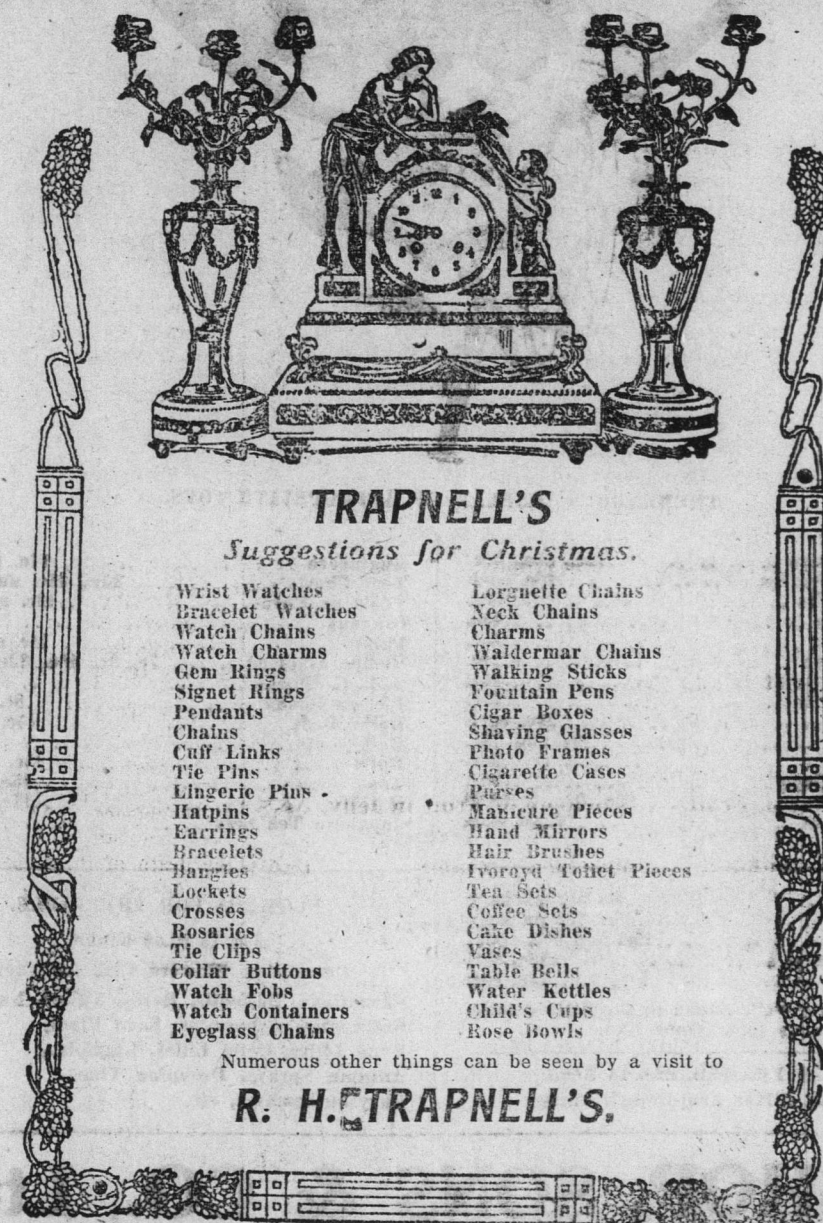 TRAPNELL'S
Suggestions for Christmas.
Wrist Watches
Bracelet Watches
Watch Chains
Watch Charms
Gem Rings
Signet Rings
Pendants
Chains
Cuff Links
Tie Pins
Lingerie Pins
Hatpins
Earrings
Bracelets
Bangles
Lockets
Crosses
Rosaries
Tie Clips
Collar Buttons
Watch Fobs
Watch Containers
Eyeglass Chains
Lorgnette Chains
Neck Chains
Charms
Waldermar Chains
Walking Sticks
Fountain Pens
Cigar Boxes
Shaving Glasses
Photo Frames
Cigarette Cases
Purses
Manicure Pieces
Hand Mirrors
Hair Brushes
Ivoroyd Toilet Pieces
Tea Sets
Coffee Sets
Cake Dishes
Vases
Table Bells
Water Kettles
Child's Cups
Rose Bowls
Numerous other things can be seen by a visit to
R. H. TRAPNELL'S.